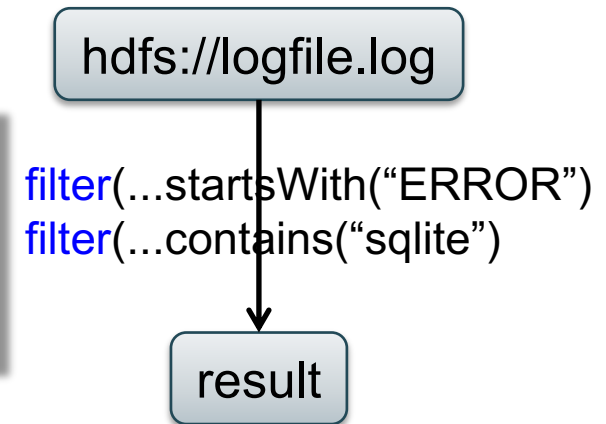 hdfs://logfile.log
filter(...startsWith(“ERROR”)
filter(...contains(“sqlite”)
result